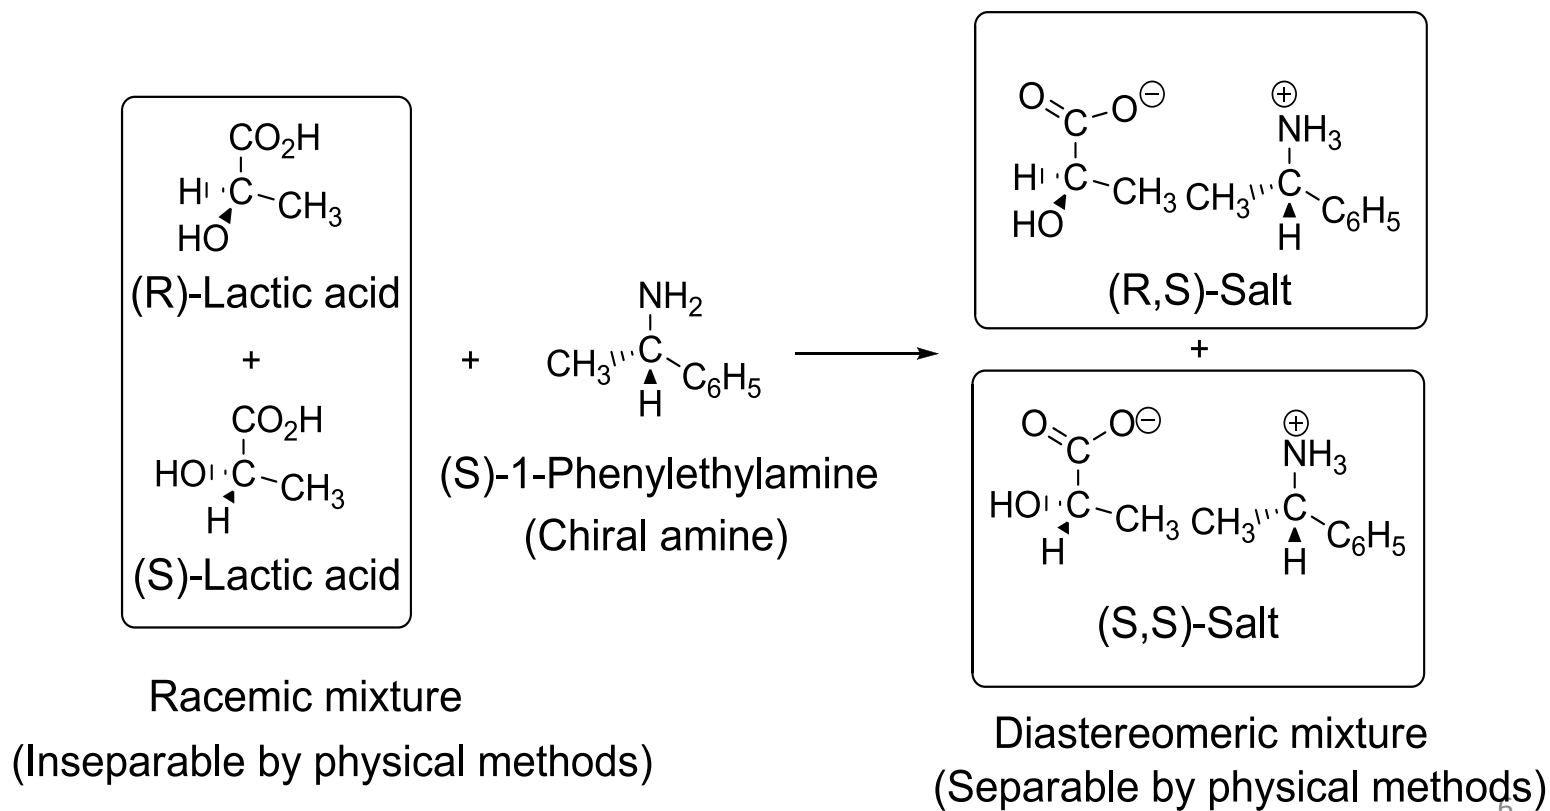 CO₂H
H C CH₃
HO
(R)-Lactic acid
+
CO₂H
HO C CH₃
H
(S)-Lactic acid
Racemic mixture
(Inseparable by physical methods)
+
NH₂
CH₃ C C₆H₅
H
(S)-1-Phenylethylamine
(Chiral amine)
O C O⊖
H C CH₃
HO
⊕
NH₃
CH₃ C C₆H₅
H
(R,S)-Salt
+
O C O⊖
HO C CH₃
H
⊕
NH₃
CH₃ C C₆H₅
H
(S,S)-Salt
Diastereomeric mixture
(Separable by physical methods)